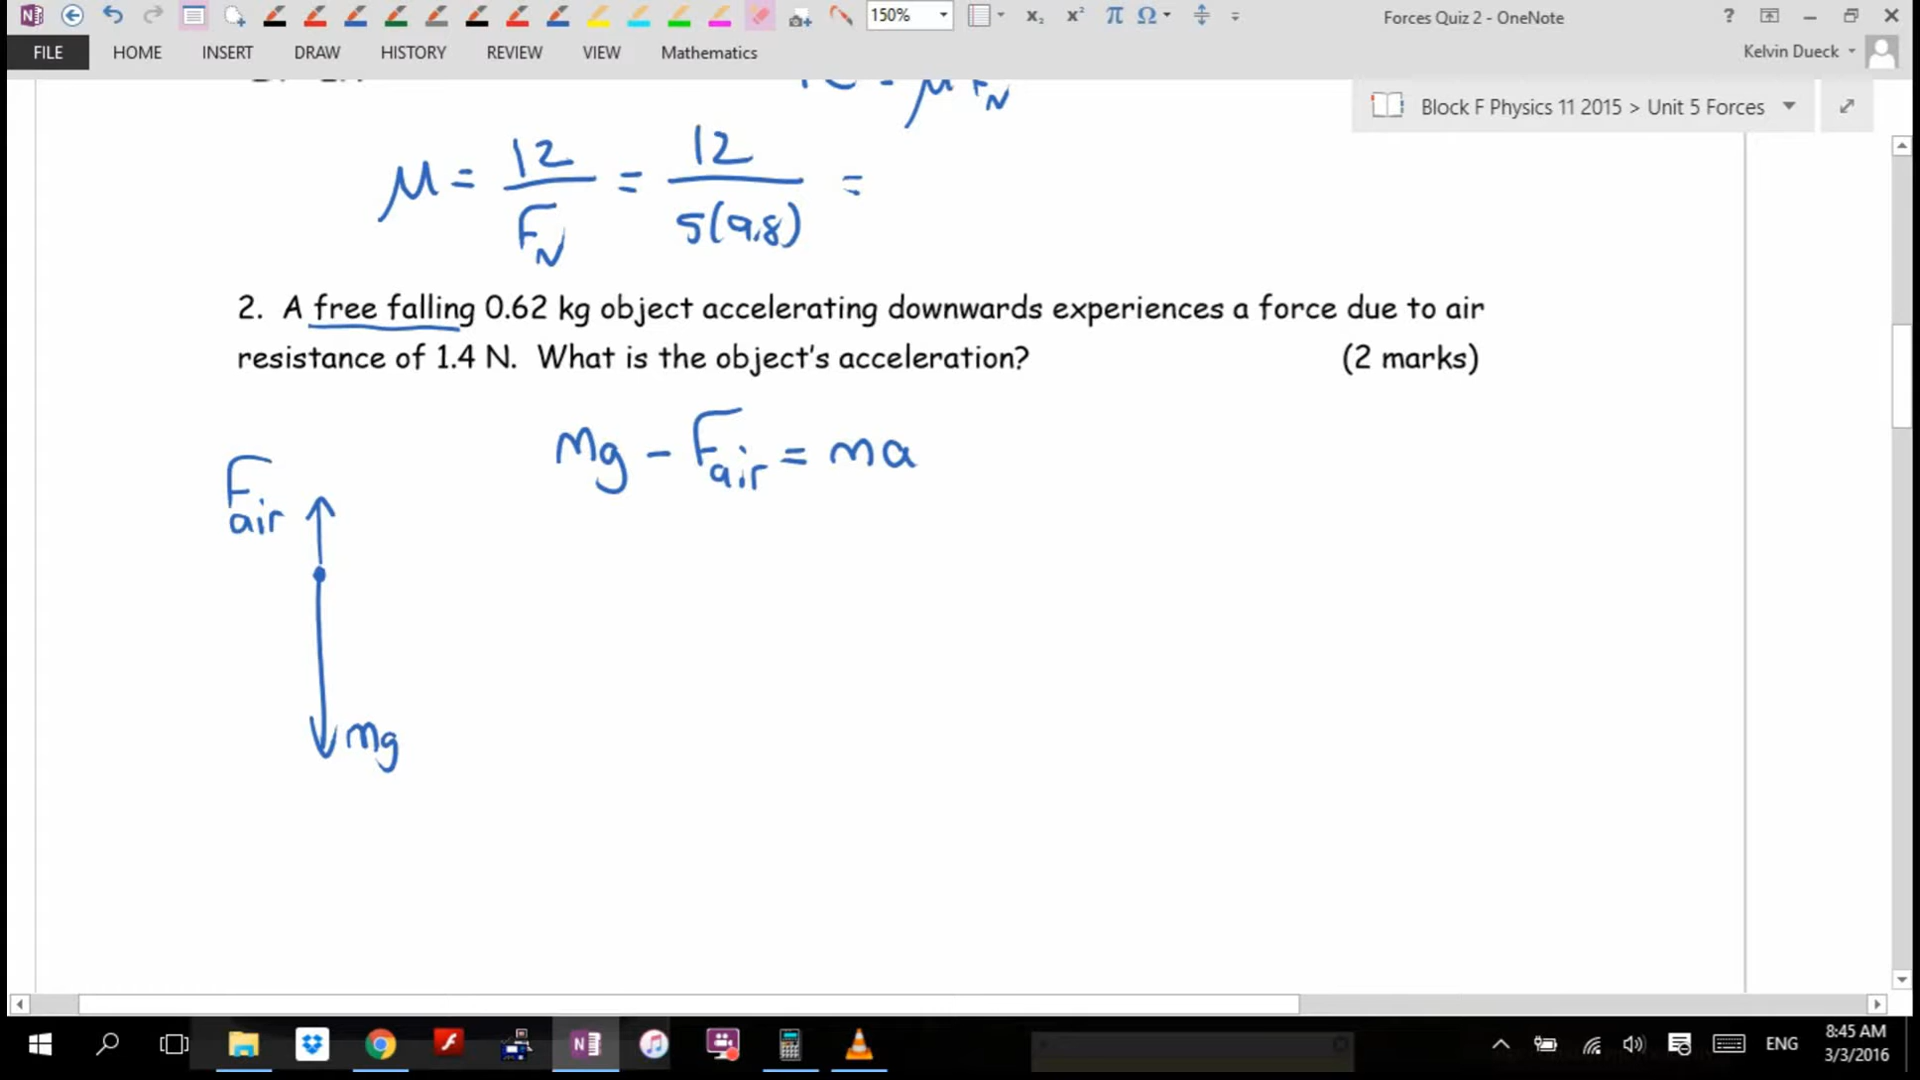 150%
x₂ x² π Ω
Forces Quiz 2 - OneNote
?
FILE HOME INSERT DRAW HISTORY REVIEW VIEW Mathematics
Kelvin Dueck
Block F Physics 11 2015 > Unit 5 Forces
μ F_N
μ = 12/F_N = 12/5(9.8) =
2. A free falling 0.62 kg object accelerating downwards experiences a force due to air
resistance of 1.4 N. What is the object's acceleration? (2 marks)
mg - F_air = ma
F_air
mg
ENG
8:45 AM
3/3/2016